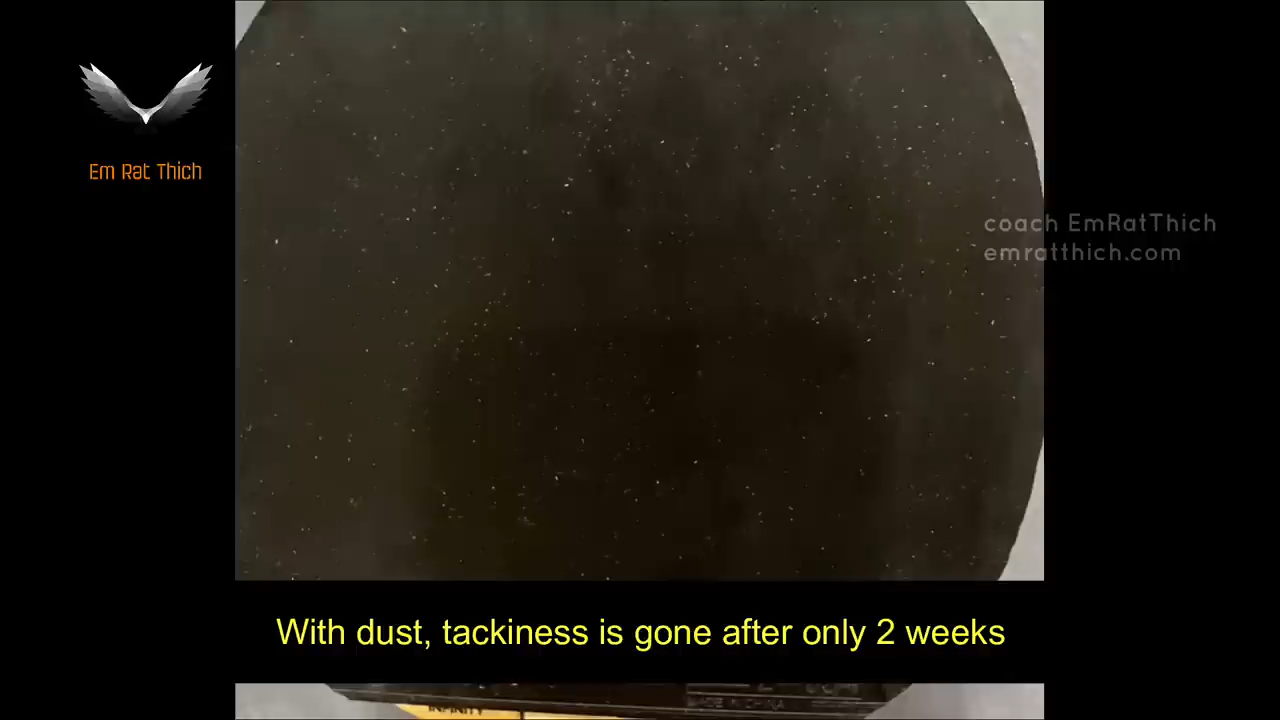 Em Rat Thich
coach EmRatThich
emratthich.com
With dust, tackiness is gone after only 2 weeks
MADE IN CHINA
INFINITY